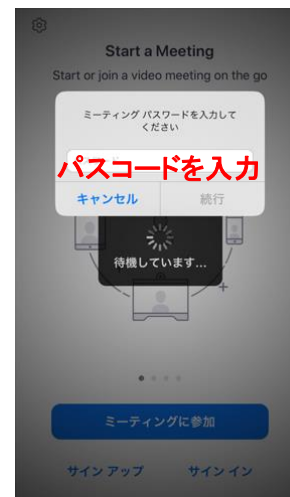 Start a Meeting
Start or join a video meeting on the go
ミーティング パスワードを入力して
ください
パスコードを入力
キャンセル
続行
待機しています...
ミーティングに参加
サイン アップ
サイン イン